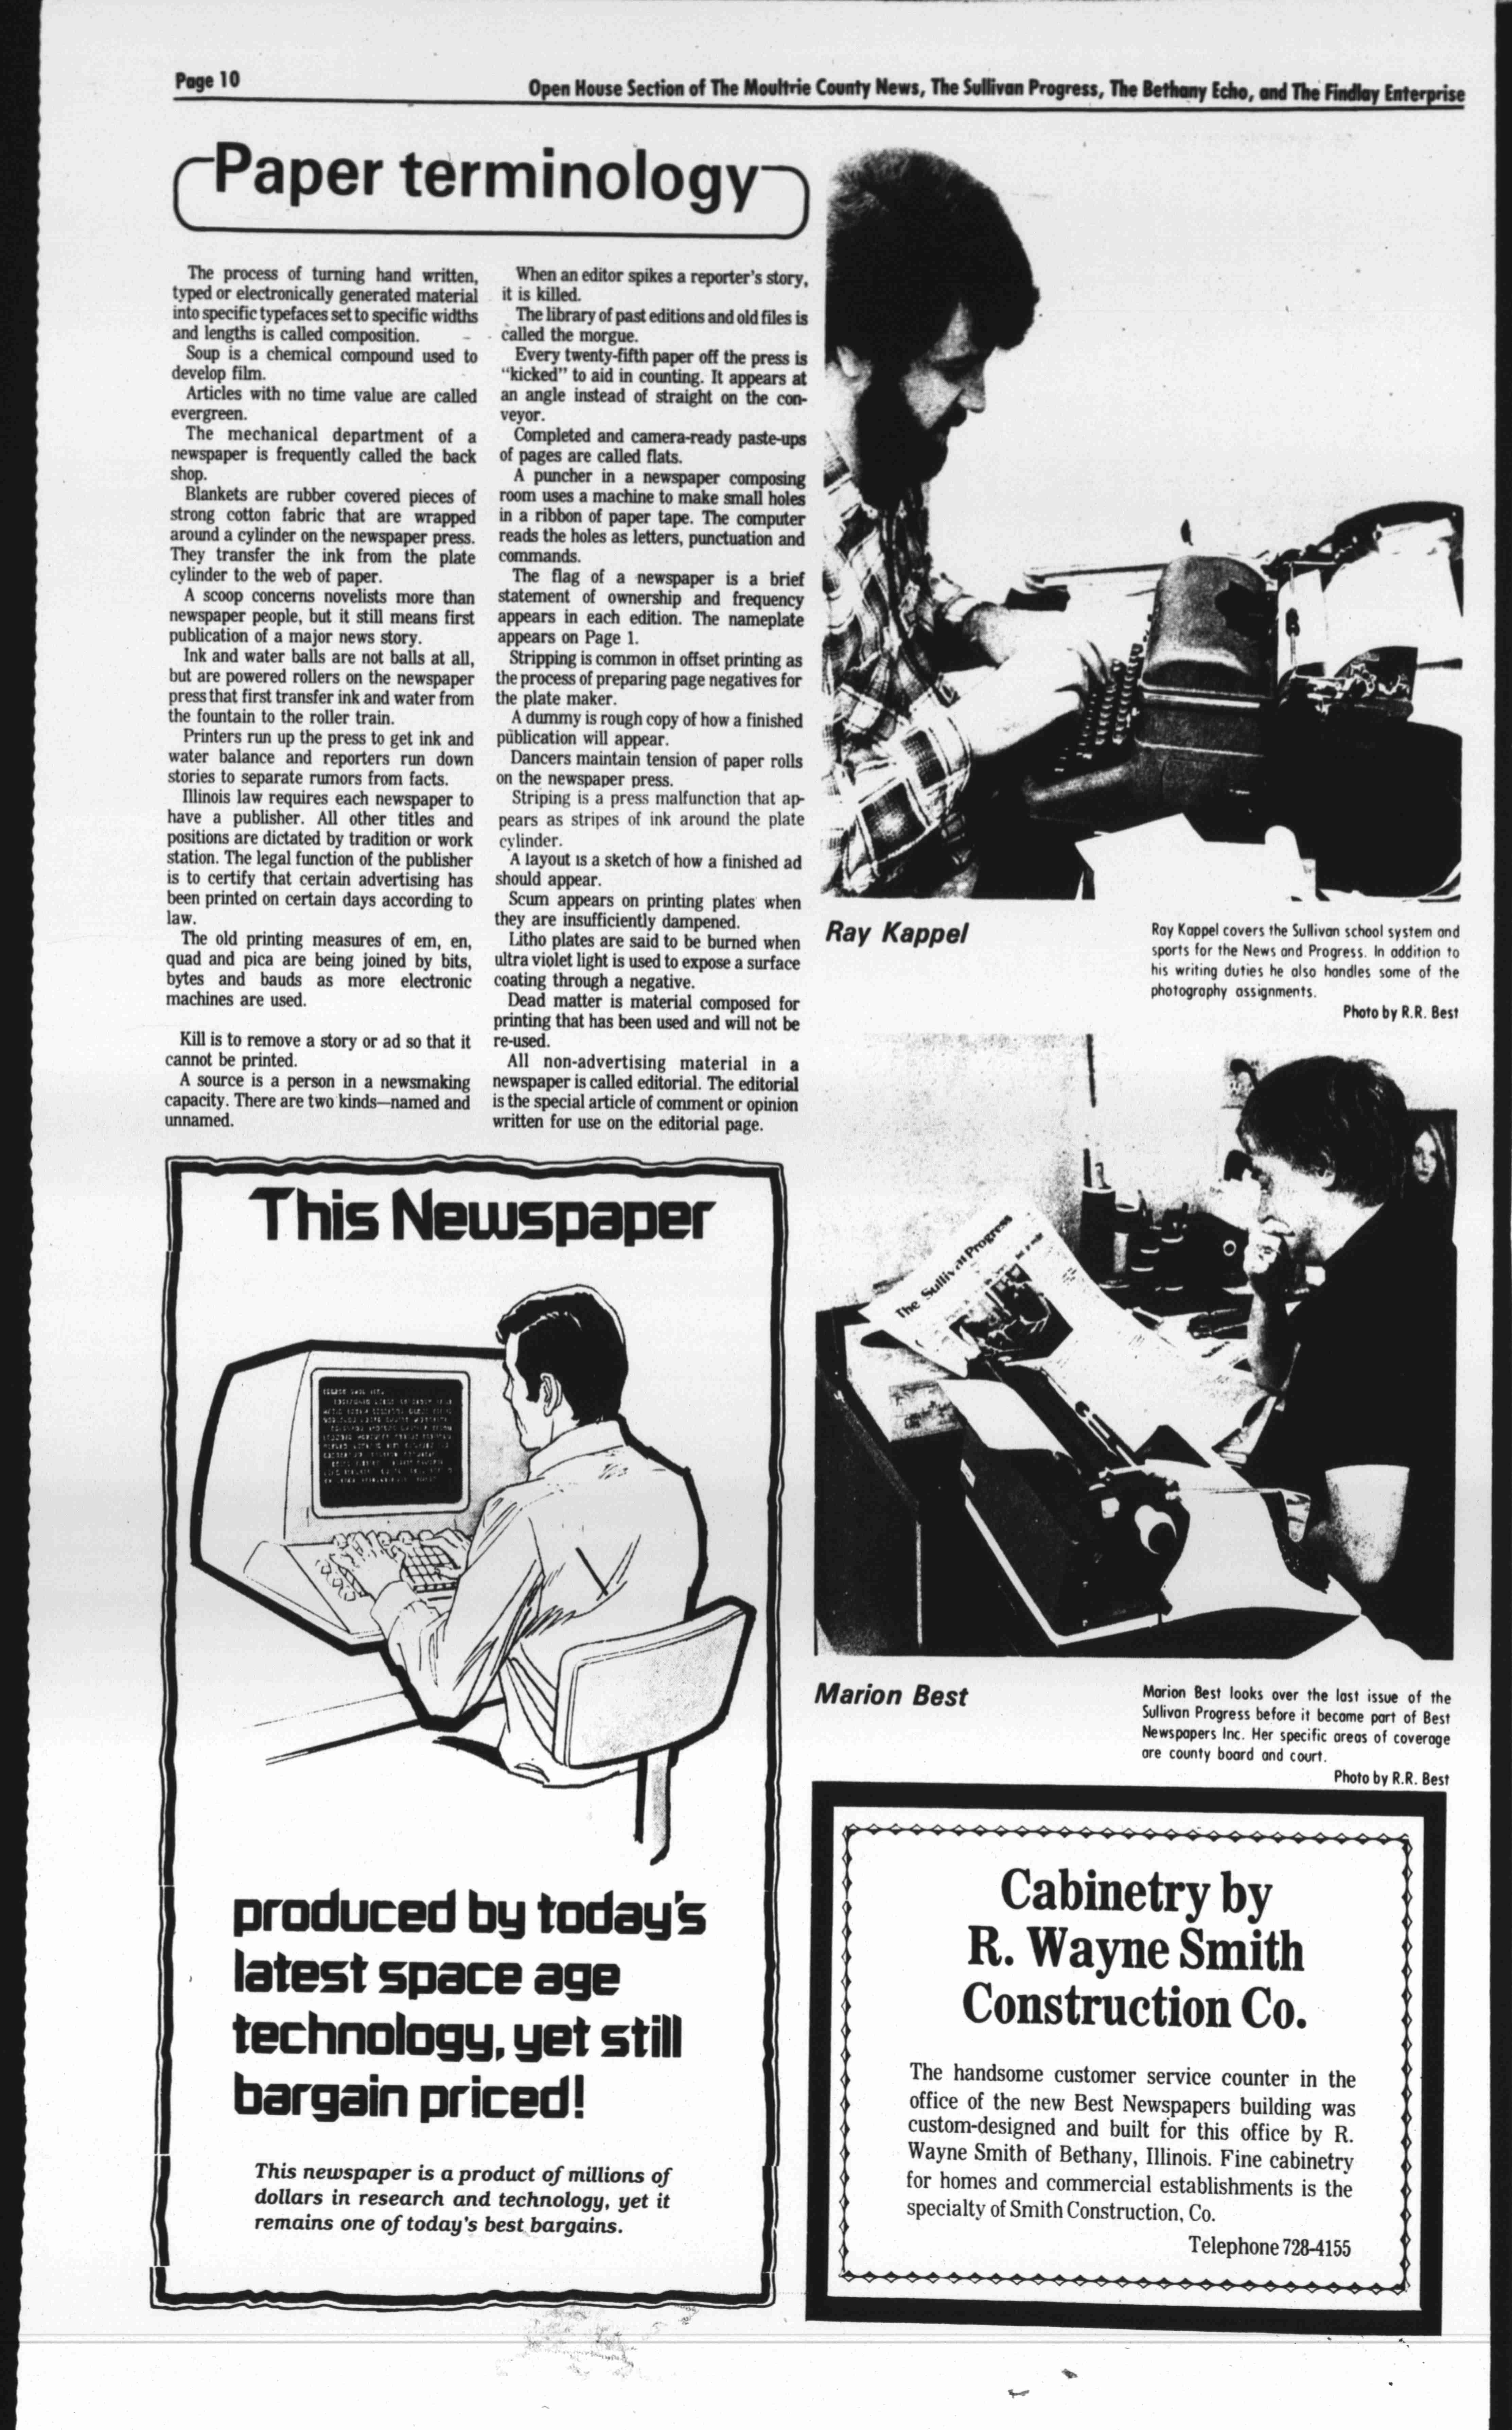 Page 10
Open House Section of The Moultrie County News, The Sullivan Progress, The Bethany Echo, and The Findlay Enterprise
Paper terminology
The process of turning hand written,
typed or electronically generated material
into specific typefaces set to specific widths
and lengths is called composition.
Soup is a chemical compound used to
develop film.
Articles with no time value are called
evergreen.
The mechanical department of a
newspaper is frequently called the back
shop.
Blankets are rubber covered pieces of
strong cotton fabric that are wrapped
around a cylinder on the newspaper press.
They transfer the ink from the plate
cylinder to the web of paper.
A scoop concerns novelists more than
newspaper people, but it still means first
publication of a major news story.
Ink and water balls are not balls at all,
but are powered rollers on the newspaper
press that first transfer ink and water from
the fountain to the roller train.
Printers run up the press to get ink and
water balance and reporters run down
stories to separate rumors from facts.
Illinois law requires each newspaper to
have a publisher. All other titles and
positions are dictated by tradition or work
station. The legal function of the publisher
is to certify that certain advertising has
been printed on certain days according to
law.
The old printing measures of em, en,
quad and pica are being joined by bits,
bytes and bauds as more electronic
machines are used.
Kill is to remove a story or ad so that it
cannot be printed.
A source is a person in a newsmaking
capacity. There are two kinds—named and
unnamed.
When an editor spikes a reporter's story,
it is killed.
The library of past editions and old files is
called the morgue.
Every twenty-fifth paper off the press is
"kicked" to aid in counting. It appears at
an angle instead of straight on the con-
veyor.
Completed and camera-ready paste-ups
of pages are called flats.
A puncher in a newspaper composing
room uses a machine to make small holes
in a ribbon of paper tape. The computer
reads the holes as letters, punctuation and
commands.
The flag of a newspaper is a brief
statement of ownership and frequency
appears in each edition. The nameplate
appears on Page 1.
Stripping is common in offset printing as
the process of preparing page negatives for
the plate maker.
A dummy is rough copy of how a finished
publication will appear.
Dancers maintain tension of paper rolls
on the newspaper press.
Striping is a press malfunction that ap-
pears as stripes of ink around the plate
cylinder.
A layout is a sketch of how a finished ad
should appear.
Scum appears on printing plates when
they are insufficiently dampened.
Litho plates are said to be burned when
ultra violet light is used to expose a surface
coating through a negative.
Dead matter is material composed for
printing that has been used and will not be
re-used.
All non-advertising material in a
newspaper is called editorial. The editorial
is the special article of comment or opinion
written for use on the editorial page.
Ray Kappel
Ray Kappel covers the Sullivan school system and
sports for the News and Progress. In addition to
his writing duties he also handles some of the
photography assignments.
Photo by R.R. Best
The Sullivan Progress
Marion Best
Marion Best looks over the last issue of the
Sullivan Progress before it became part of Best
Newspapers Inc. Her specific areas of coverage
are county board and court.
Photo by R.R. Best
This Newspaper
produced by today's
latest space age
technology, yet still
bargain priced!
This newspaper is a product of millions of
dollars in research and technology, yet it
remains one of today's best bargains.
Cabinetry by
R. Wayne Smith
Construction Co.
The handsome customer service counter in the
office of the new Best Newspapers building was
custom-designed and built for this office by R.
Wayne Smith of Bethany, Illinois. Fine cabinetry
for homes and commercial establishments is the
specialty of Smith Construction, Co.
Telephone 728-4155